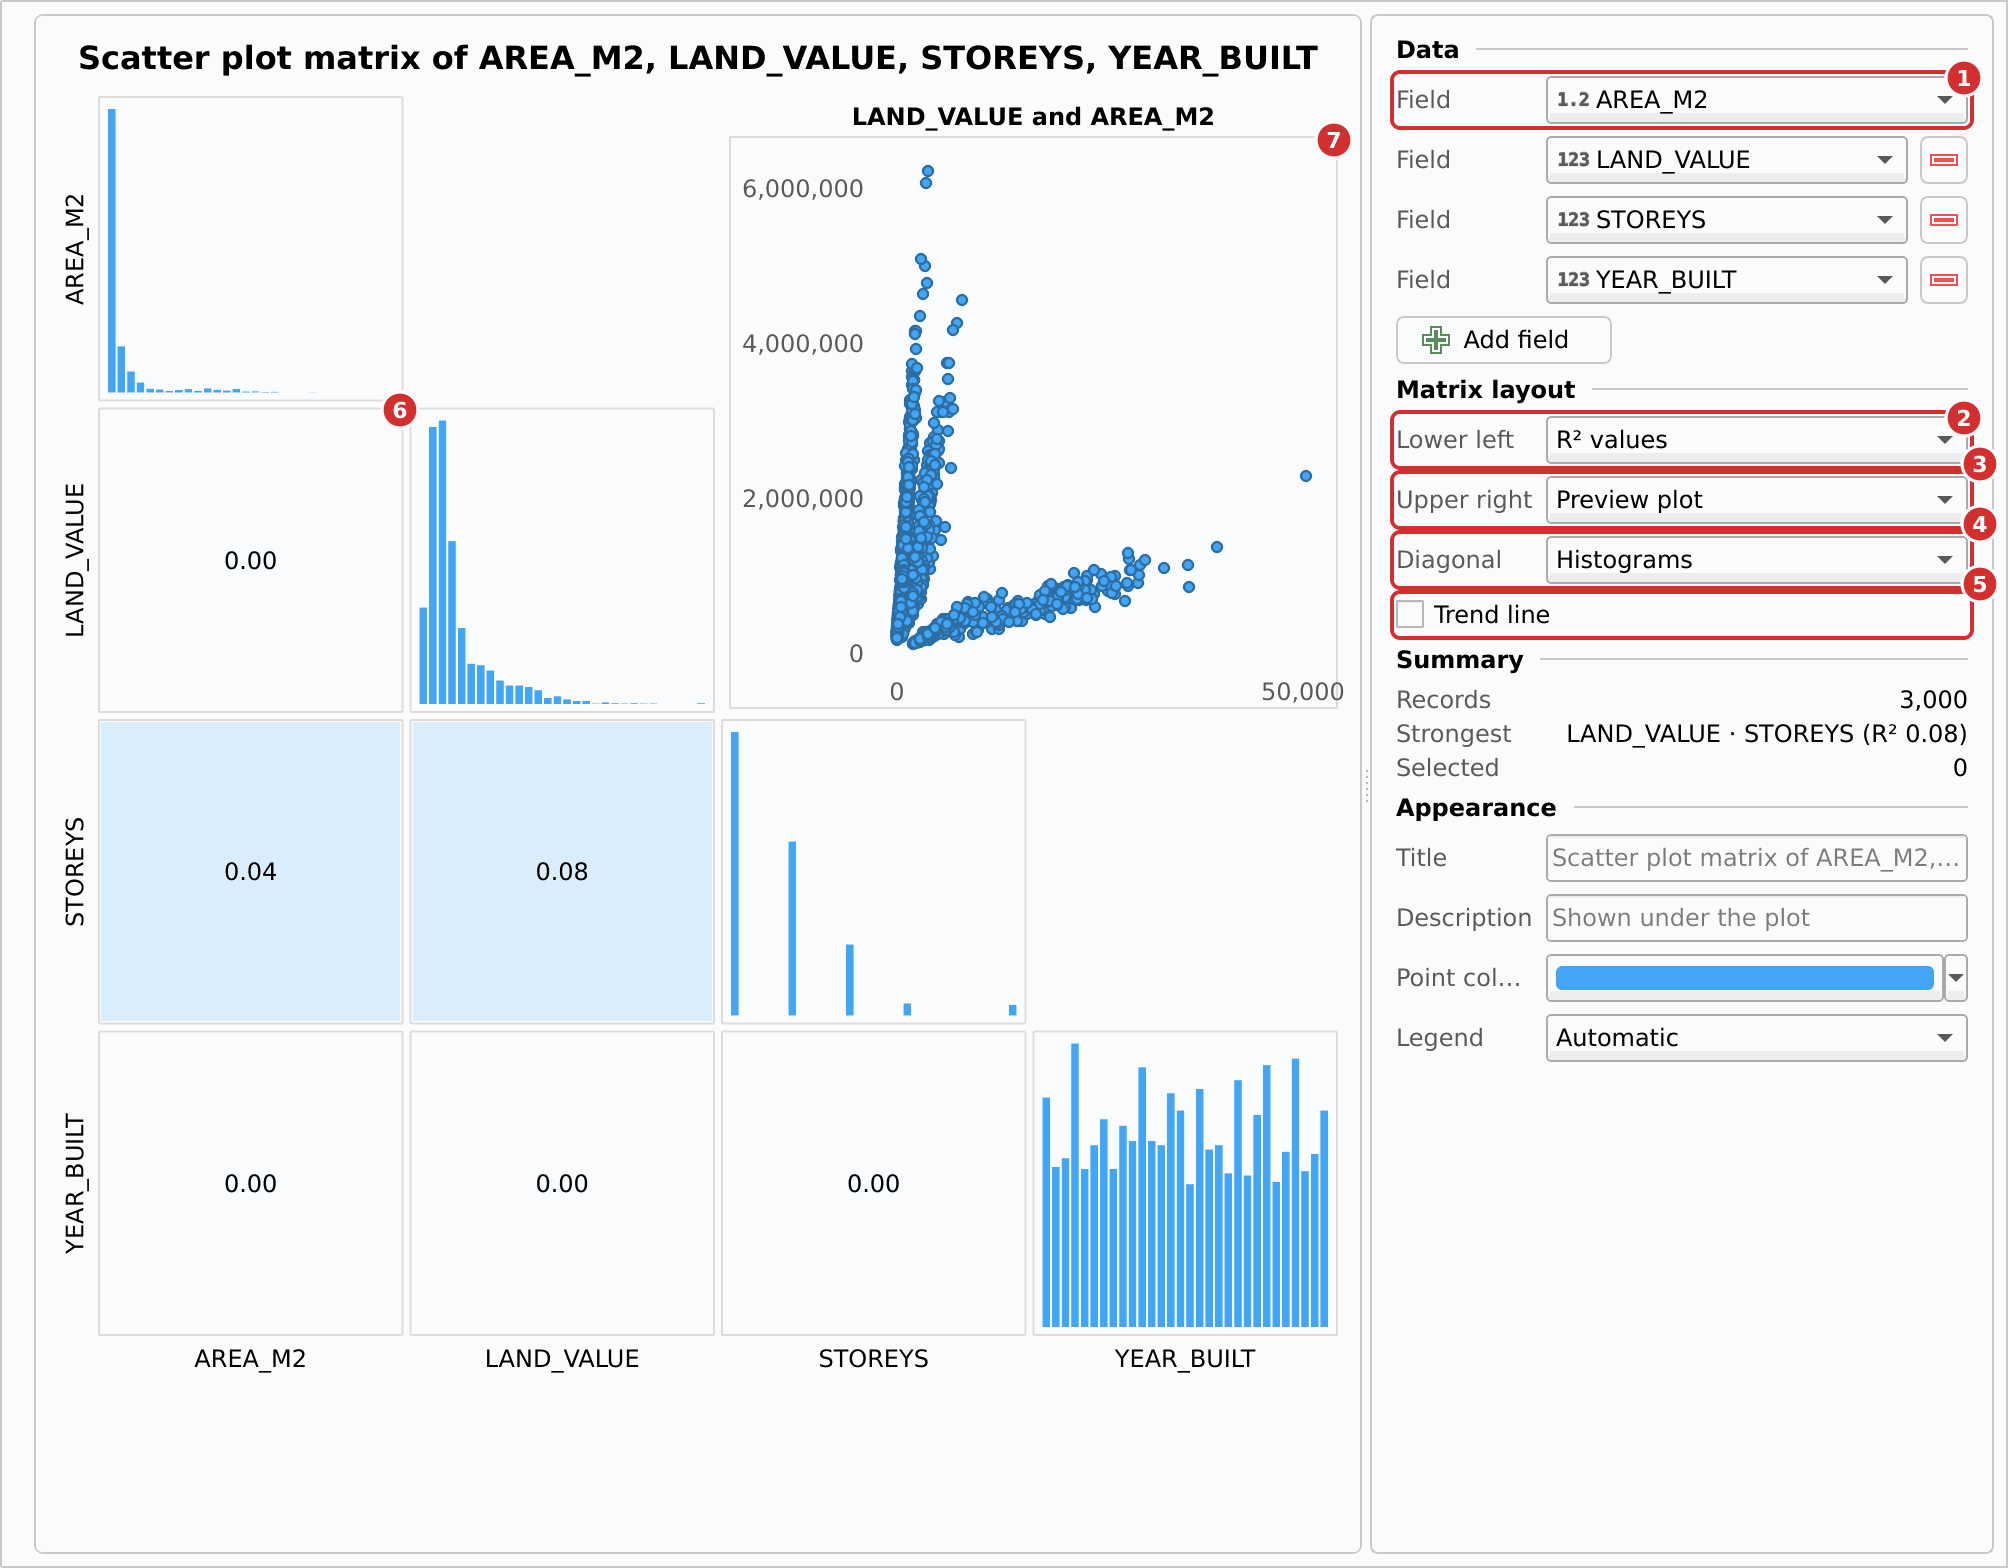 Scatter plot matrix of AREA_M2, LAND_VALUE, STOREYS, YEAR_BUILT
AREA_M2
LAND_VALUE
STOREYS
YEAR_BUILT
LAND_VALUE and AREA_M2
7
6,000,000
4,000,000
2,000,000
0
0
50,000
6
0.00
0.04
0.08
0.00
0.00
0.00
AREA_M2
LAND_VALUE
STOREYS
YEAR_BUILT
Data
1
Field 1.2 AREA_M2
Field 123 LAND_VALUE
Field 123 STOREYS
Field 123 YEAR_BUILT
Add field
Matrix layout
2
Lower left R² values
3
Upper right Preview plot
4
Diagonal Histograms
5
Trend line
Summary
Records 3,000
Strongest LAND_VALUE · STOREYS (R² 0.08)
Selected 0
Appearance
Title Scatter plot matrix of AREA_M2,...
Description Shown under the plot
Point col...
Legend Automatic